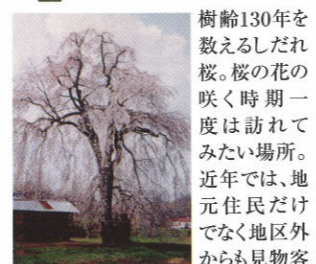 樹齢130年を
数えるしだれ
桜。桜の花の
咲く時期一
度は訪れて
みたい場所。
近年では、地
元住民だけ
でなく地区外
からも見物客